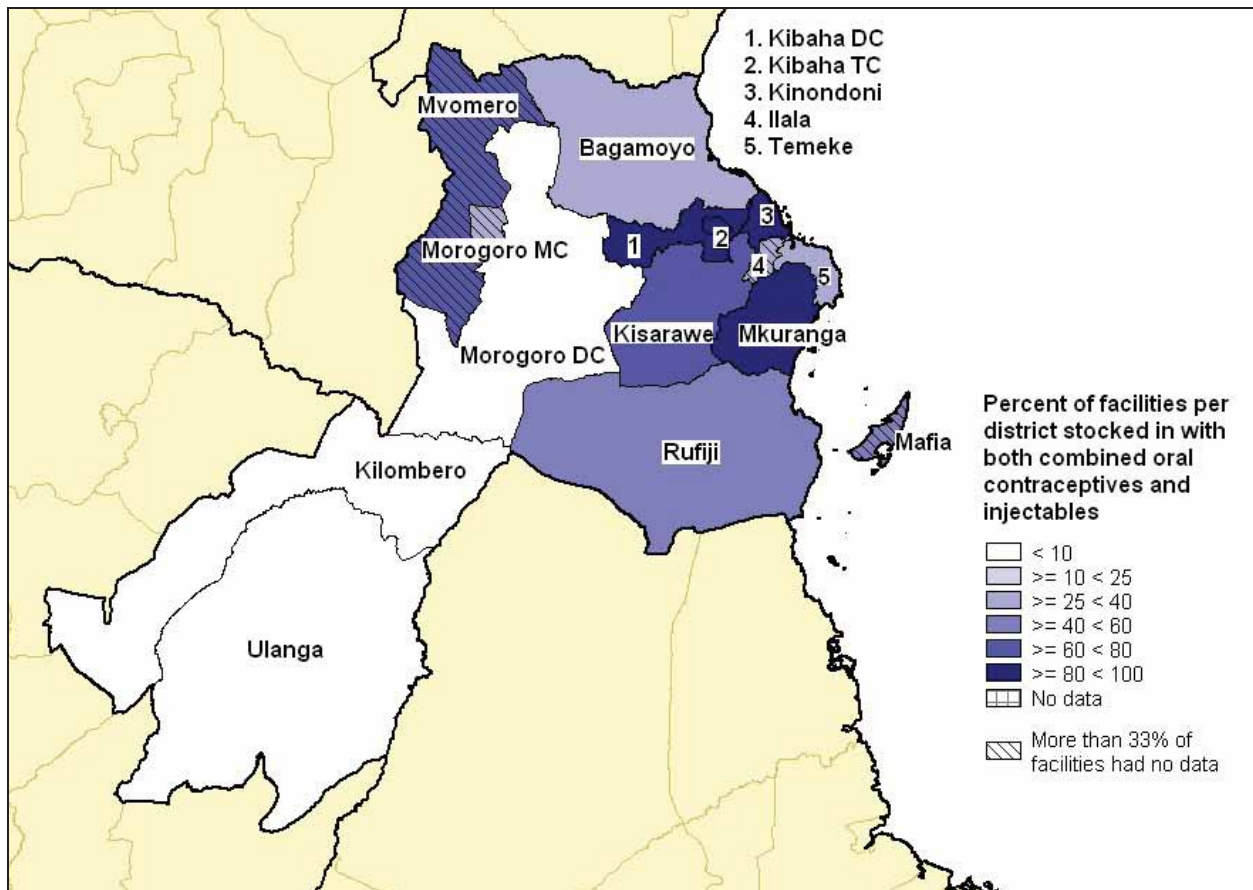 1. Kibaha DC
2. Kibaha TC
3. Kinondoni
4. Ilala
5. Temeke
Mvomero
Bagamoyo
3
1
2
Morogoro MC
4
5
Kisarawe
Mkuranga
Morogoro DC
Mafia
Rufiji
Kilombero
Ulanga
Percent of facilities per
district stocked in with
both combined oral
contraceptives and
injectables
< 10
>= 10 < 25
>= 25 < 40
>= 40 < 60
>= 60 < 80
>= 80 < 100
No data
More than 33% of
facilities had no data